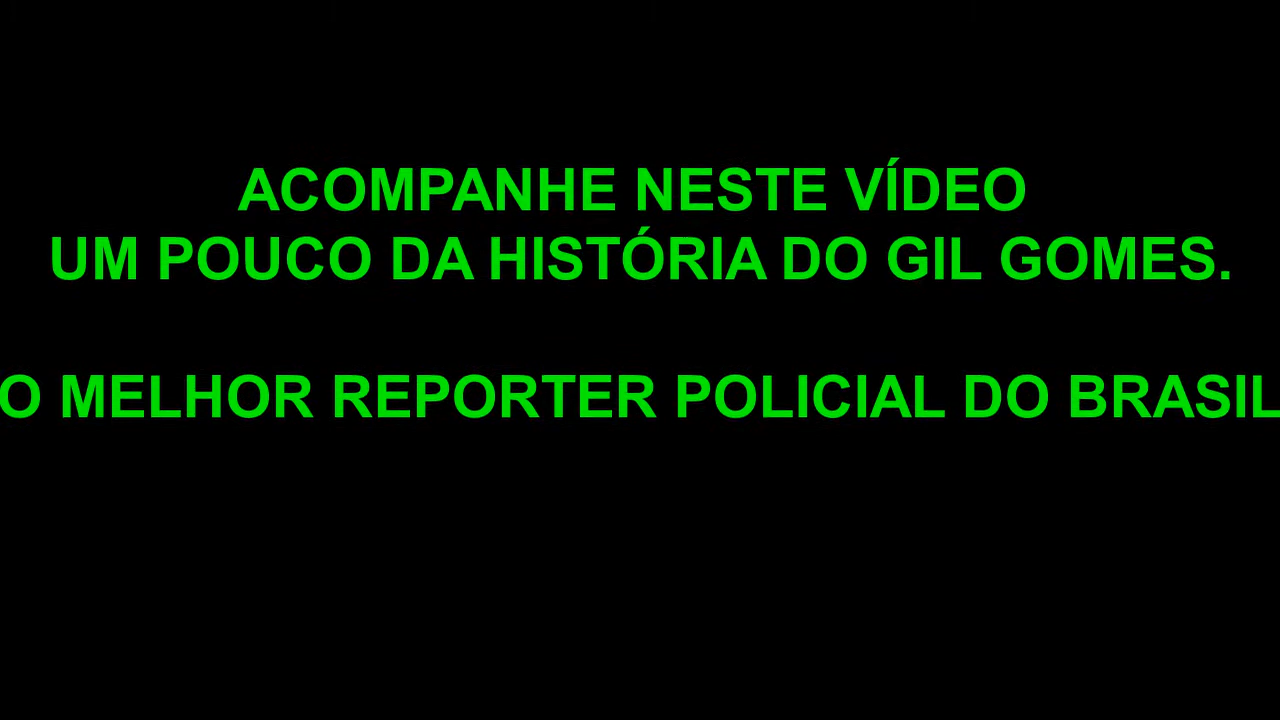 ACOMPANHE NESTE VÍDEO
UM POUCO DA HISTÓRIA DO GIL GOMES.
O MELHOR REPORTER POLICIAL DO BRASIL